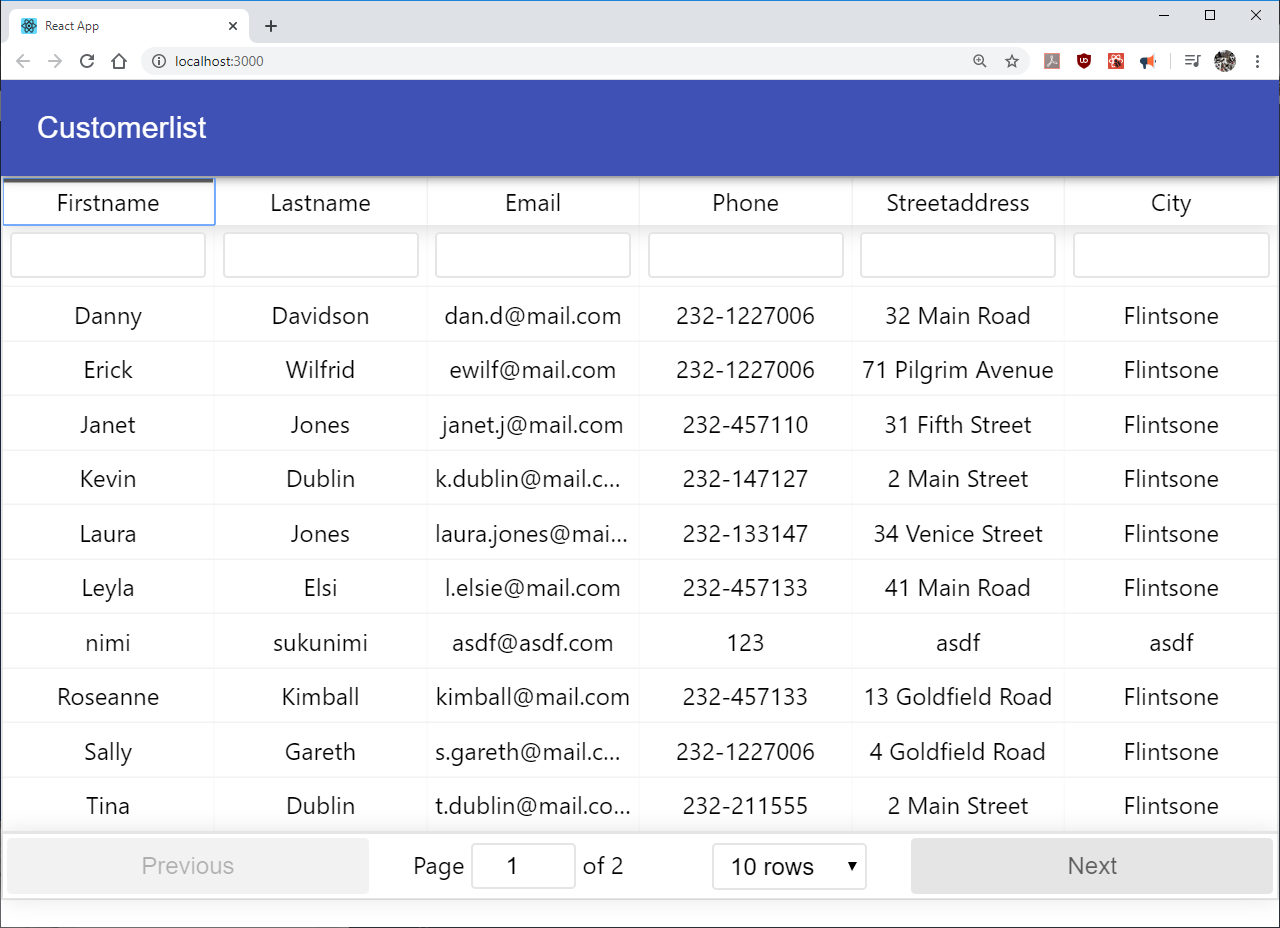 React App
localhost:3000
Customerlist
Firstname Lastname Email Phone Streetaddress City
Danny Davidson dan.d@mail.com 232-1227006 32 Main Road Flintsone
Erick Wilfrid ewilf@mail.com 232-1227006 71 Pilgrim Avenue Flintsone
Janet Jones janet.j@mail.com 232-457110 31 Fifth Street Flintsone
Kevin Dublin k.dublin@mail.c... 232-147127 2 Main Street Flintsone
Laura Jones laura.jones@mai... 232-133147 34 Venice Street Flintsone
Leyla Elsi l.elsie@mail.com 232-457133 41 Main Road Flintsone
nimi sukunimi asdf@asdf.com 123 asdf asdf
Roseanne Kimball kimball@mail.com 232-457133 13 Goldfield Road Flintsone
Sally Gareth s.gareth@mail.c... 232-1227006 4 Goldfield Road Flintsone
Tina Dublin t.dublin@mail.co... 232-211555 2 Main Street Flintsone
Previous Page 1 of 2 10 rows Next